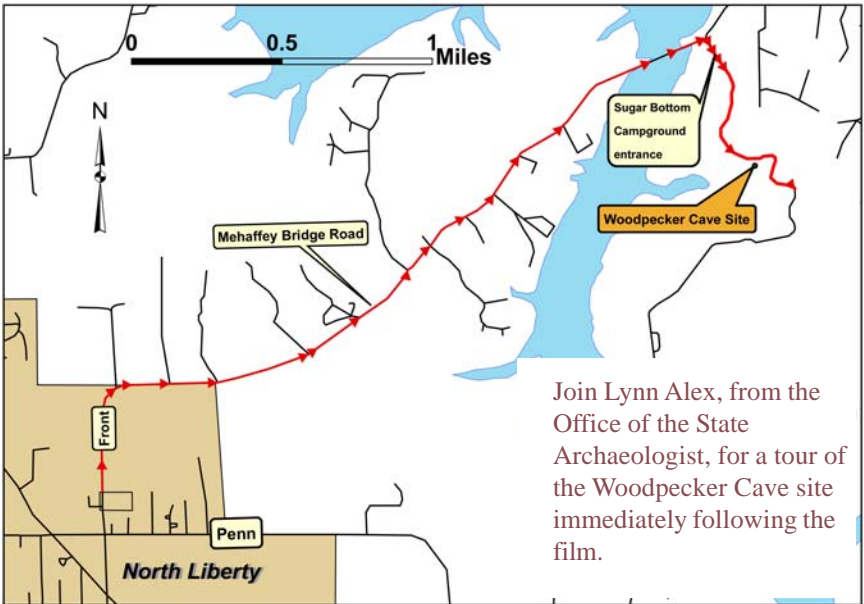 0 0.5 1
Miles
N
Sugar Bottom
Campground
entrance
Woodpecker Cave Site
Mehaffey Bridge Road
Front
Penn
North Liberty
Join Lynn Alex, from the
Office of the State
Archaeologist, for a tour of
the Woodpecker Cave site
immediately following the
film.